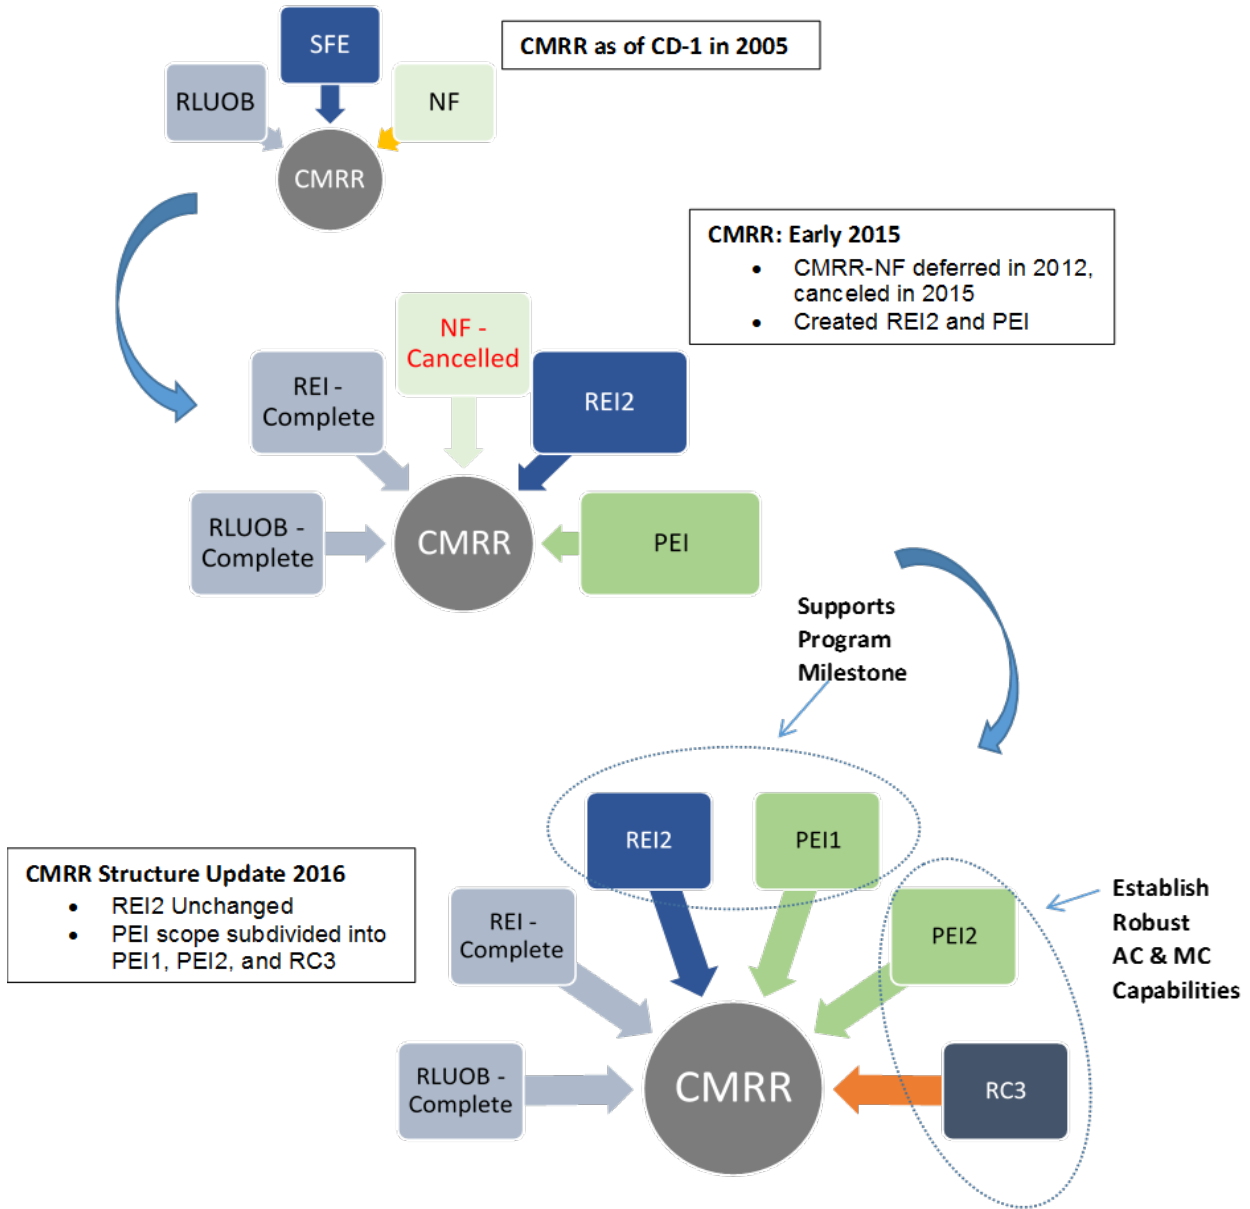 SFE
CMRR as of CD-1 in 2005
RLUOB
NF
CMRR
CMRR: Early 2015
• CMRR-NF deferred in 2012,
canceled in 2015
• Created REI2 and PEI
NF -
Cancelled
REI -
Complete
REI2
RLUOB -
Complete
CMRR
PEI
Supports
Program
Milestone
REI2
PEI1
CMRR Structure Update 2016
• REI2 Unchanged
• PEI scope subdivided into
PEI1, PEI2, and RC3
REI -
Complete
PEI2
Establish
Robust
AC & MC
Capabilities
RLUOB -
Complete
CMRR
RC3